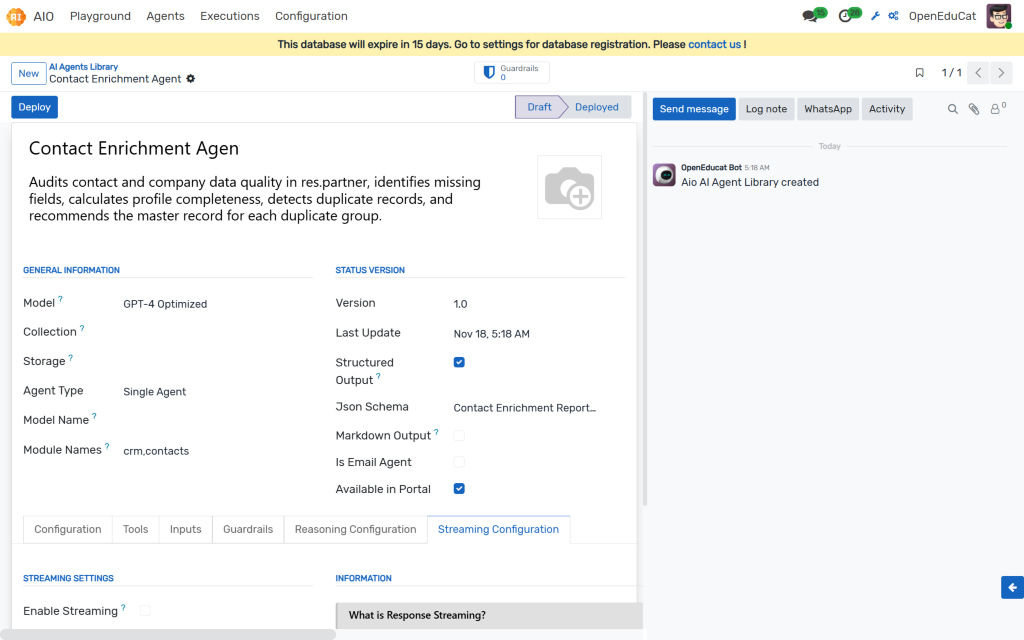 AI AIO Playground Agents Executions Configuration 15 28 OpenEduCat
This database will expire in 15 days. Go to settings for database registration. Please contact us !
New AI Agents Library
Contact Enrichment Agent
Guardrails
0
1 / 1
Deploy
Draft Deployed
Send message Log note WhatsApp Activity 0
Contact Enrichment Agen
Audits contact and company data quality in res.partner, identifies missing
fields, calculates profile completeness, detects duplicate records, and
recommends the master record for each duplicate group.
Today
OpenEducat Bot 5:18 AM
Aio AI Agent Library created
GENERAL INFORMATION
Model ? GPT-4 Optimized
Collection ?
Storage ?
Agent Type Single Agent
Model Name ?
Module Names ? crm,contacts
STATUS VERSION
Version 1.0
Last Update Nov 18, 5:18 AM
Structured
Output ?
Json Schema Contact Enrichment Report...
Markdown Output ?
Is Email Agent
Available in Portal
Configuration Tools Inputs Guardrails Reasoning Configuration Streaming Configuration
STREAMING SETTINGS
Enable Streaming ?
INFORMATION
What is Response Streaming?